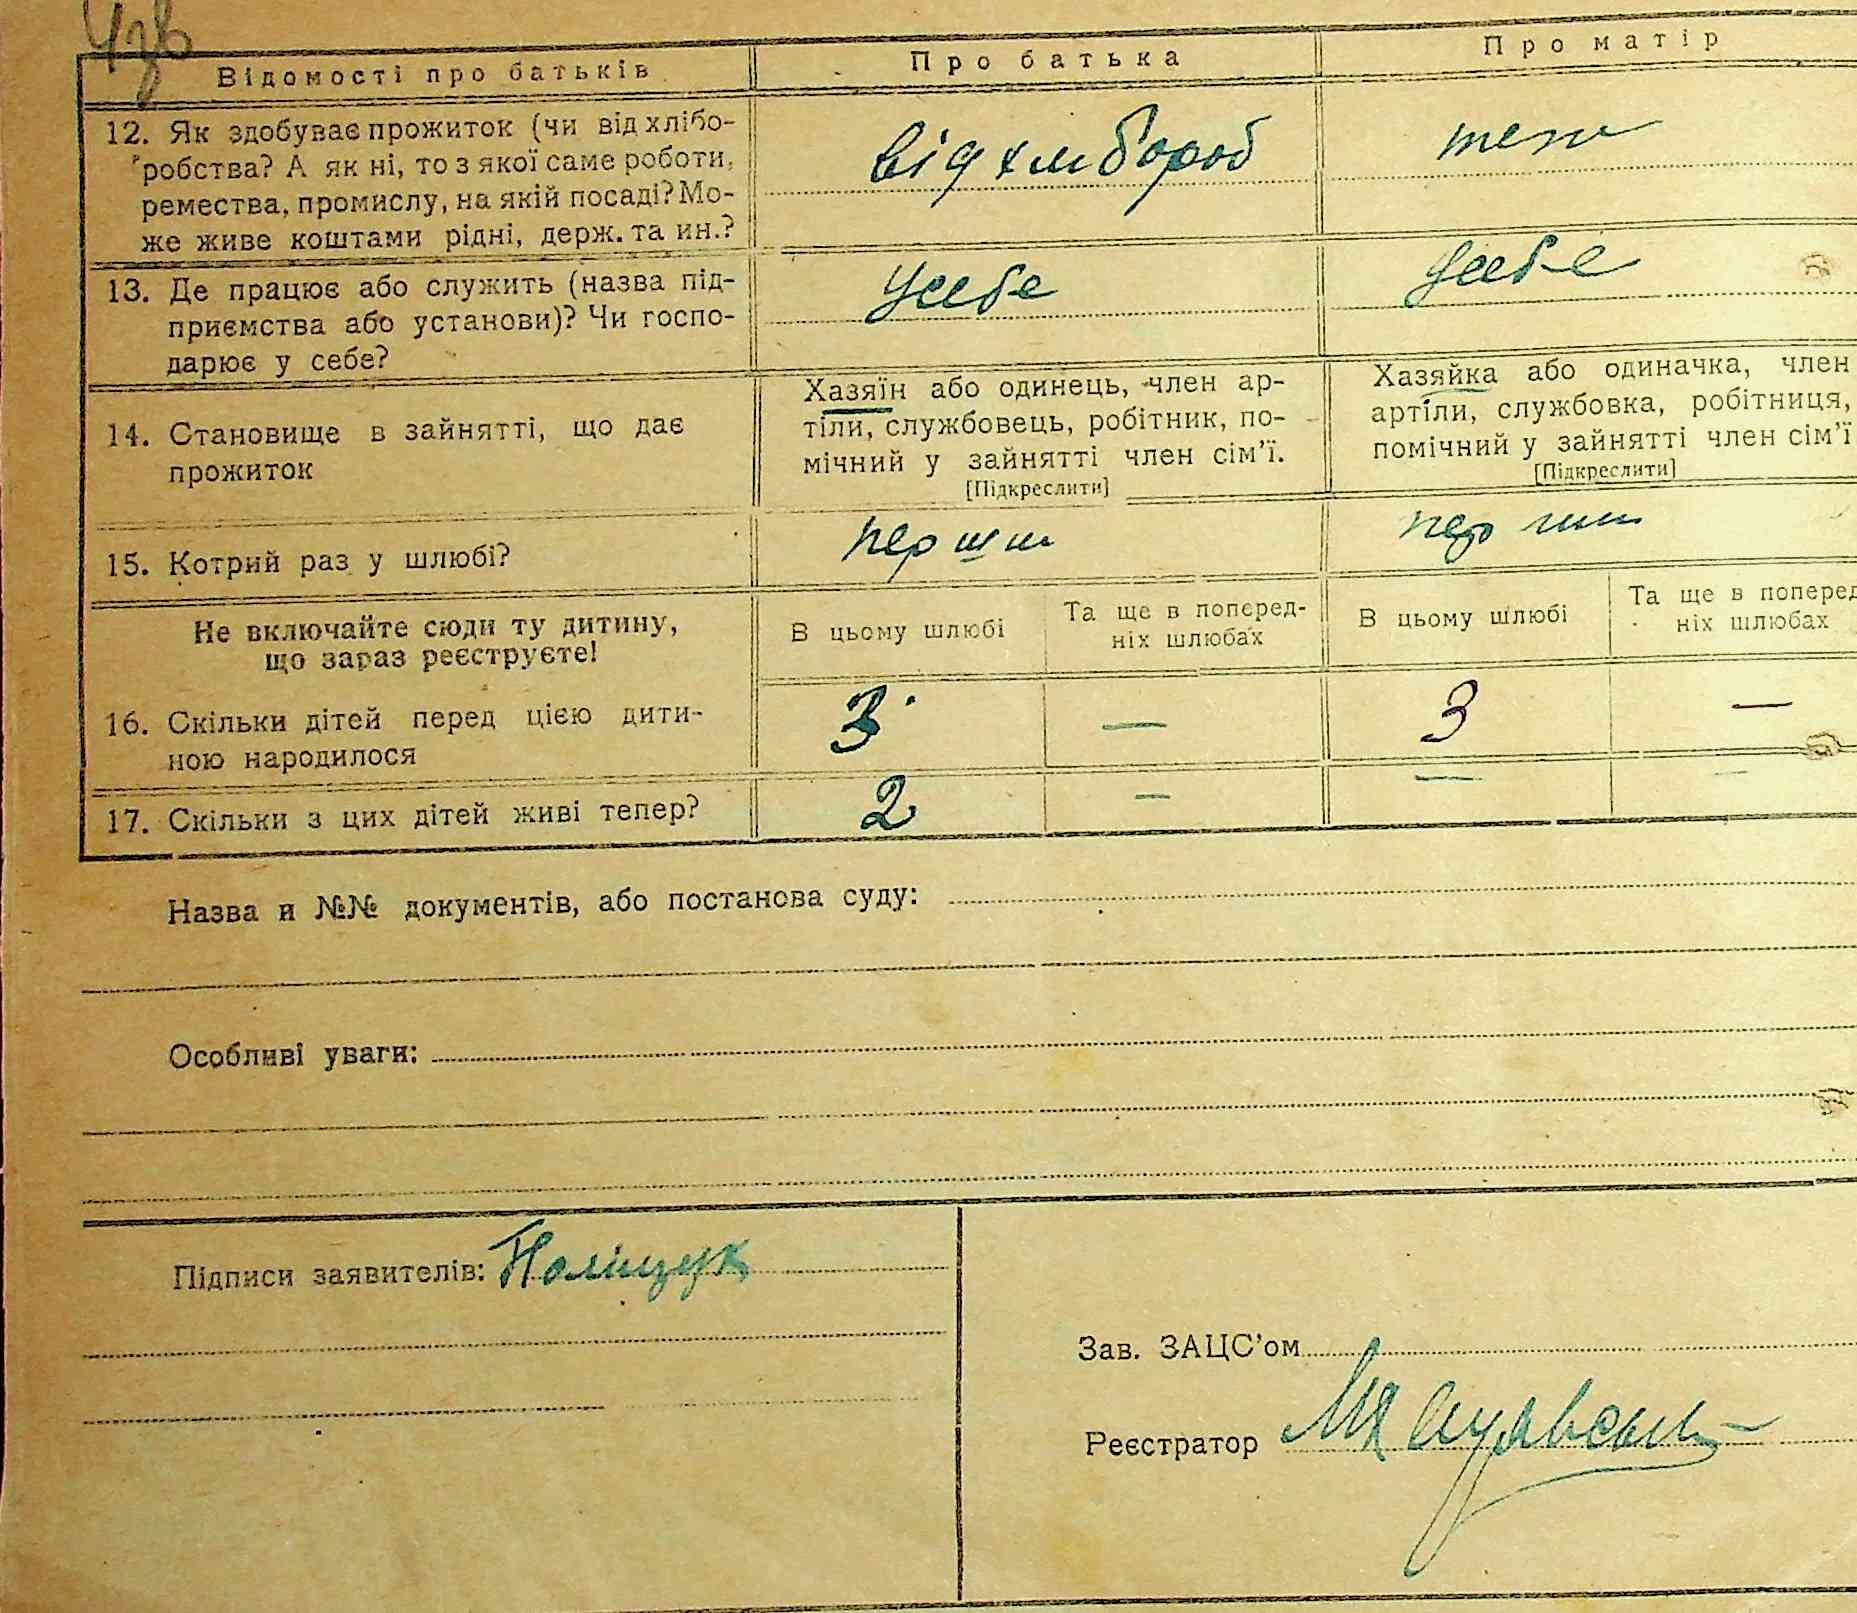 43в
Відомості про батьків
Про батька
Про матір
12. Як здобуває прожиток (чи від хлібо-
робства? А як ні, то з якої саме роботи,
ремества, промислу, на якій посаді? Мо-
же живе коштами рідні, держ. та ин.?
від хлібороб
теж
13. Де працює або служить (назва під-
приємства або установи)? Чи госпо-
дарює у себе?
у себе
у себе
14. Становище в зайнятті, що дає
прожиток
Хазяїн або одинець, член ар-
тіли, службовець, робітник, по-
мічний у зайнятті член сім'ї.
[Підкреслити]
Хазяйка або одиначка, член
артіли, службовка, робітниця,
помічний у зайнятті член сім'ї
[Підкреслити]
15. Котрий раз у шлюбі?
перший
перший
Не включайте сюди ту дитину,
що зараз реєструєте!
В цьому шлюбі
Та ще в поперед-
ніх шлюбах
В цьому шлюбі
Та ще в поперед
ніх шлюбах
16. Скільки дітей перед цією дити-
ною народилося
3
—
3
—
17. Скільки з цих дітей живі тепер?
2
—
—
—
Назва и №№ документів, або постанова суду:
Особливі уваги:
Підписи заявителів: Поліщук
Зав. ЗАЦС'ом
Реєстратор